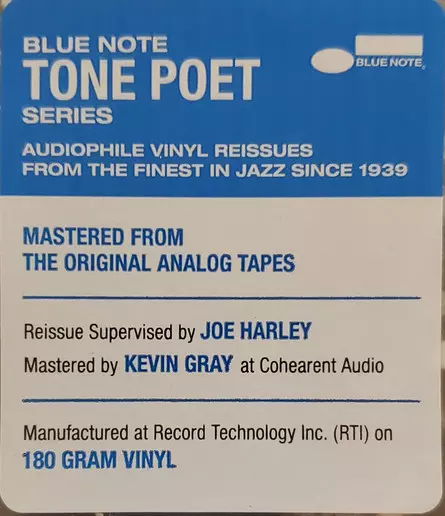 BLUE NOTE
TONE POET
SERIES
BLUE NOTE
AUDIOPHILE VINYL REISSUES
FROM THE FINEST IN JAZZ SINCE 1939
MASTERED FROM
THE ORIGINAL ANALOG TAPES
Reissue Supervised by JOE HARLEY
Mastered by KEVIN GRAY at Cohearent Audio
Manufactured at Record Technology Inc. (RTI) on
180 GRAM VINYL